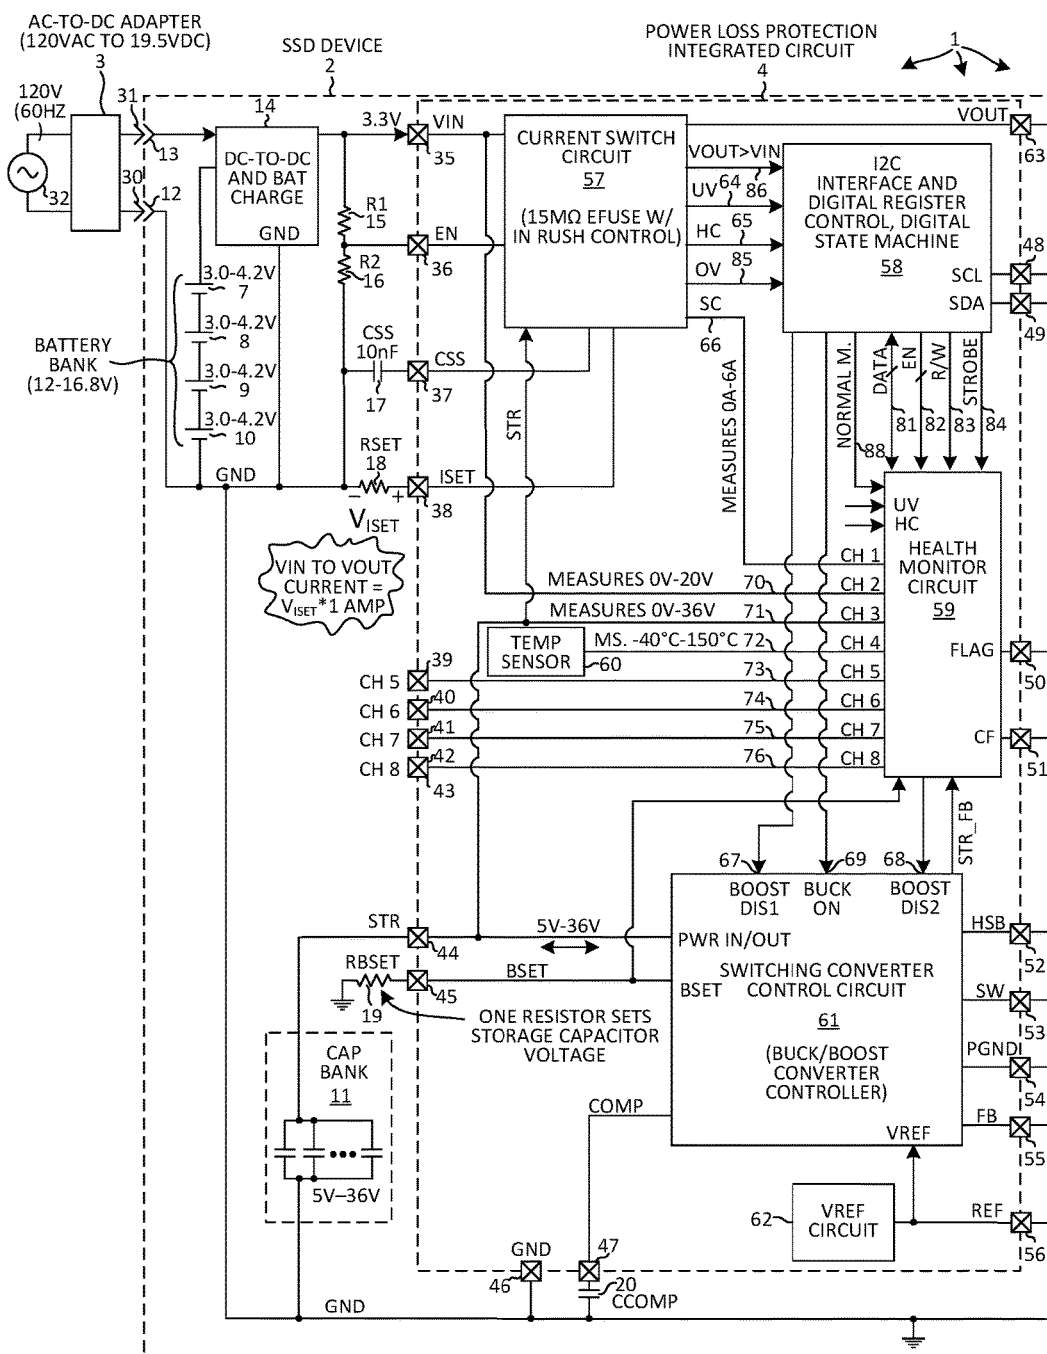 AC-TO-DC ADAPTER
(120VAC TO 19.5VDC)
3
SSD DEVICE
2
POWER LOSS PROTECTION
INTEGRATED CIRCUIT
4
1
120V
(60HZ
32
31
13
30
12
14
DC-TO-DC
AND BAT
CHARGE
GND
3.3V
VIN
35
R1
15
EN
36
R2
16
CSS
10nF
17
CSS
37
RSET
18
ISET
38
− +
VISET
VIN TO VOUT
CURRENT =
VISET*1 AMP
BATTERY
BANK
(12-16.8V)
3.0-4.2V
7
3.0-4.2V
8
3.0-4.2V
9
3.0-4.2V
10
GND
CURRENT SWITCH
CIRCUIT
57
(15MΩ EFUSE W/
IN RUSH CONTROL)
VOUT
63
VOUT>VIN
86
UV
64
HC
65
OV
85
SC
66
I2C
INTERFACE AND
DIGITAL REGISTER
CONTROL, DIGITAL
STATE MACHINE
58
SCL
48
SDA
49
STR
MEASURES 0A-6A
NORMAL M.
88
DATA
81
EN
82
R/W
83
STROBE
84
UV
HC
HEALTH
MONITOR
CIRCUIT
59
CH 1
MEASURES 0V-20V
70
CH 2
MEASURES 0V-36V
71
CH 3
TEMP
SENSOR
60
MS. -40°C-150°C
72
CH 4
CH 5
39
73
CH 5
CH 6
40
74
CH 6
CH 7
41
75
CH 7
CH 8
42
43
76
CH 8
FLAG
50
CF
51
STR_FB
67
BOOST
DIS1
69
BUCK
ON
68
BOOST
DIS2
STR
44
5V-36V
PWR IN/OUT
RBSET
19
45
BSET
BSET
ONE RESISTOR SETS
STORAGE CAPACITOR
VOLTAGE
SWITCHING CONVERTER
CONTROL CIRCUIT
61
(BUCK/BOOST
CONVERTER
CONTROLLER)
HSB
52
SW
53
PGND
54
FB
55
CAP
BANK
11
5V–36V
COMP
VREF
62
VREF
CIRCUIT
REF
56
GND
46
47
20
CCOMP
GND